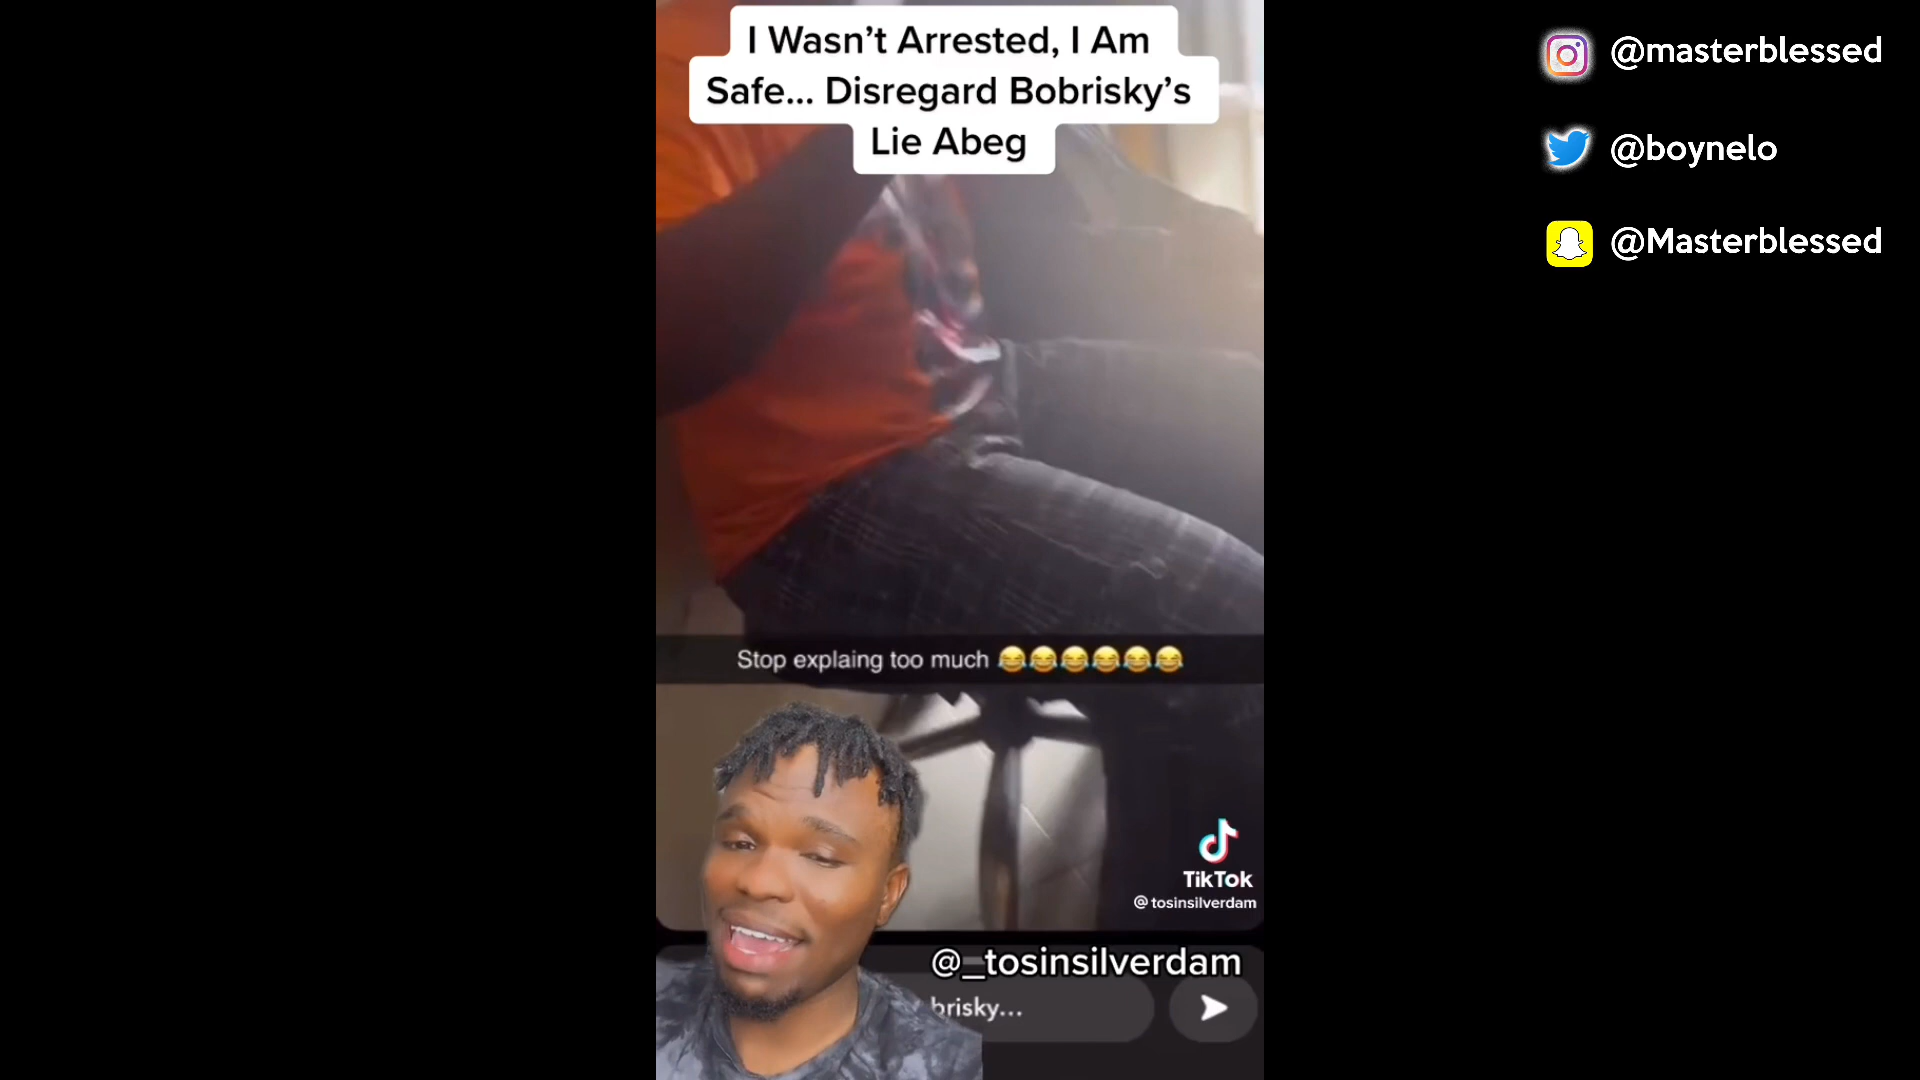 I Wasn’t Arrested, I Am
Safe... Disregard Bobrisky’s
Lie Abeg
@masterblessed
@boynelo
@Masterblessed
Stop explaing too much 😂😂😂😂😂😂
TikTok
@tosinsilverdam
@_tosinsilverdam
brisky...